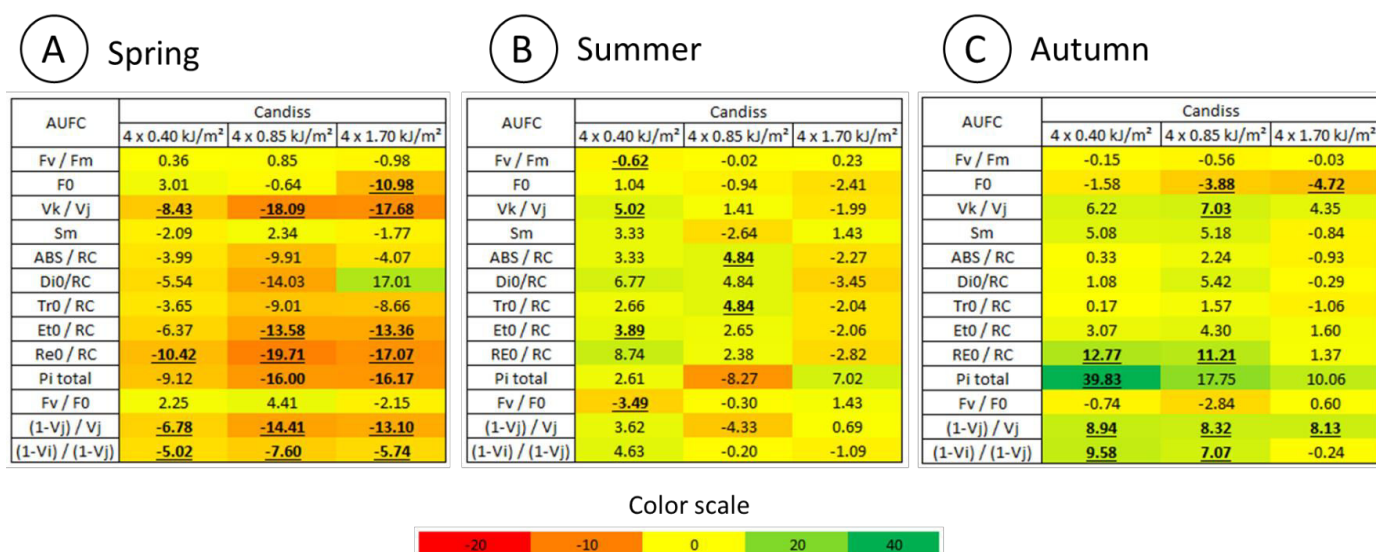 A Spring
AUFC Candiss
4 x 0.40 kJ/m² 4 x 0.85 kJ/m² 4 x 1.70 kJ/m²
Fv / Fm 0.36 0.85 -0.98
F0 3.01 -0.64 -10.98
Vk / Vj -8.43 -18.09 -17.68
Sm -2.09 2.34 -1.77
ABS / RC -3.99 -9.91 -4.07
Di0/RC -5.54 -14.03 17.01
Tr0 / RC -3.65 -9.01 -8.66
Et0 / RC -6.37 -13.58 -13.36
Re0 / RC -10.42 -19.71 -17.07
Pi total -9.12 -16.00 -16.17
Fv / F0 2.25 4.41 -2.15
(1-Vj) / Vj -6.78 -14.41 -13.10
(1-Vi) / (1-Vj) -5.02 -7.60 -5.74
B Summer
AUFC Candiss
4 x 0.40 kJ/m² 4 x 0.85 kJ/m² 4 x 1.70 kJ/m²
Fv / Fm -0.62 -0.02 0.23
F0 1.04 -0.94 -2.41
Vk / Vj 5.02 1.41 -1.99
Sm 3.33 -2.64 1.43
ABS / RC 3.33 4.84 -2.27
Di0/RC 6.77 4.84 -3.45
Tr0 / RC 2.66 4.84 -2.04
Et0 / RC 3.89 2.65 -2.06
RE0 / RC 8.74 2.38 -2.82
Pi total 2.61 -8.27 7.02
Fv / F0 -3.49 -0.30 1.43
(1-Vj) / Vj 3.62 -4.33 0.69
(1-Vi) / (1-Vj) 4.63 -0.20 -1.09
C Autumn
AUFC Candiss
4 x 0.40 kJ/m² 4 x 0.85 kJ/m² 4 x 1.70 kJ/m²
Fv / Fm -0.15 -0.56 -0.03
F0 -1.58 -3.88 -4.72
Vk / Vj 6.22 7.03 4.35
Sm 5.08 5.18 -0.84
ABS / RC 0.33 2.24 -0.93
Di0/RC 1.08 5.42 -0.29
Tr0 / RC 0.17 1.57 -1.06
Et0 / RC 3.07 4.30 1.60
RE0 / RC 12.77 11.21 1.37
Pi total 39.83 17.75 10.06
Fv / F0 -0.74 -2.84 0.60
(1-Vj) / Vj 8.94 8.32 8.13
(1-Vi) / (1-Vj) 9.58 7.07 -0.24
Color scale
-20 -10 0 20 40